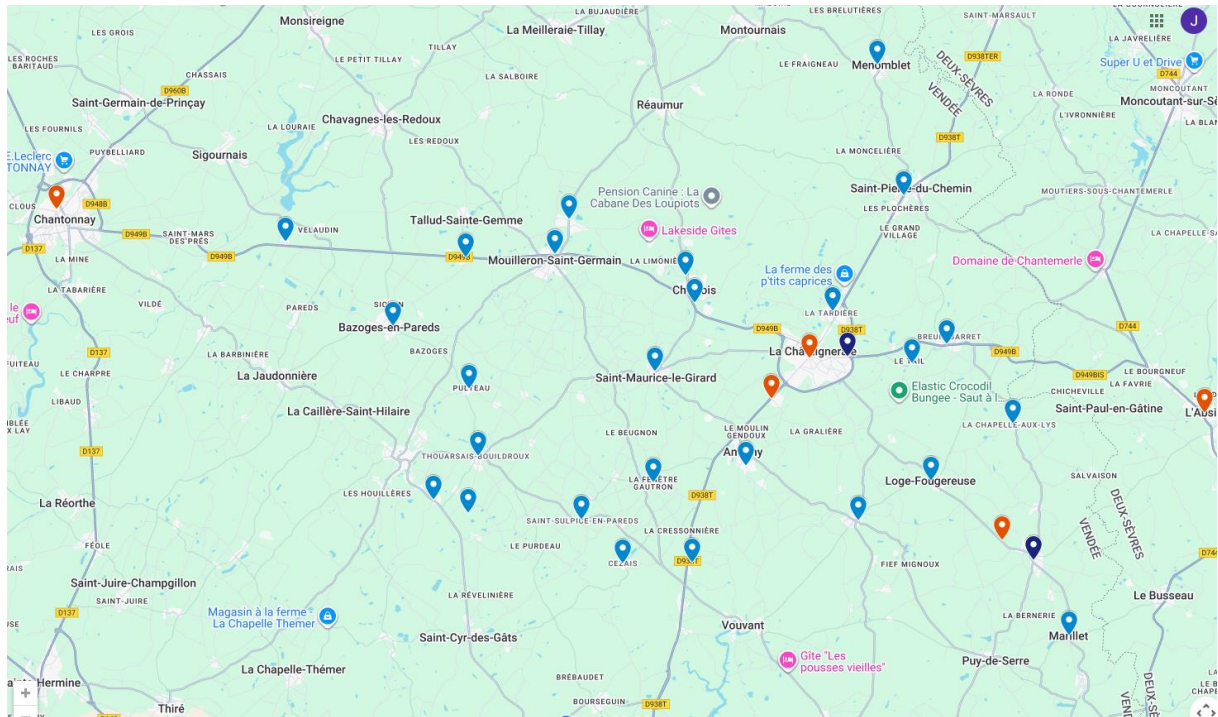 LA BUJAUDIÈRE
LES BRELUTIÈRES
Monsireigne
SAINT-MARSAULT
J
LES GROIS
La Meilleraie-Tillay
Montournais
LA JAVRELIÈRE
TILLAY
LES ROCHES
BARITAUD
LE PETIT TILLAY
LE FRAIGNEAU
Menomblet
D938TER
Super U et Drive
D744
CHASSAIS
LA SALBOIRE
DEUX-SÈVRES
VENDÉE
D960B
LA RONDE
MONCOUTANT
Saint-Germain-de-Prinçay
Réaumur
Moncoutant-sur-Sè
L'IVRONNIÈRE
LES FOURNILS
LA LOURAIE
Chavagnes-les-Redoux
LA BLAN
PUYBELLIARD
LES REDOUX
D938T
E.Leclerc
TONNAY
Sigournais
LA MONCELIÈRE
Pension Canine : La
Cabane Des Loupiots
Saint-Pierre-du-Chemin
MOUTIERS-SOUS-CHANTEMERLE
CLOUS
D948B
LES PLOCHÈRES
Chantonnay
Tallud-Sainte-Gemme
VELAUDIN
Lakeside Gites
LE GRAND
VILLAGE
D949B
SAINT-MARS
DES PRÉS
LA CHAPELLE-SA
D137
D949B
D949B
LA MINE
Mouilleron-Saint-Germain
LA LIMONIÈ
Domaine de Chantemerle
La ferme des
p'tits caprices
LA TABARIÈRE
VILDÉ
PAREDS
LA TARDIÈRE
Bazoges-en-Pareds
D949B
D938T
D744
D137
LA BARBINIÈRE
BAZOGES
D949B
FUITEAU
LE CHARPRE
La Jaudonnière
Saint-Maurice-le-Girard
D949BIS
LE BOURGNEUF
LA FAVRIE
PULTEAU
Elastic Crocodil
Bungee - Saut à l...
CHICHEVILLE
LIBAUD
La Caillère-Saint-Hilaire
Saint-Paul-en-Gâtine
L'Absi
LA CHAPELLE-AUX-LYS
LE BEUGNON
LE MOULIN
GENDOUX
LA GRALIÈRE
D137
THOUARSAIS-BOUILDROUX
SALVAISON
LA FENÊTRE
GAUTRON
Loge-Fougereuse
LES HOUILLÈRES
D938T
La Réorthe
DEUX-SÈVRES
VENDÉE
SAINT-SULPICE-EN-PAREDS
LA CRESSONNIÈRE
FÉOLE
LE PURDEAU
D744
CEZAIS
FIEF MIGNOUX
Saint-Juire-Champgillon
SAINT-JUIRE
LA RÉVELINIÈRE
Le Busseau
D137
Magasin à la ferme -
La Chapelle Themer
LA BERNERIE
Vouvant
Saint-Cyr-des-Gâts
Marillet
Gîte "Les
pousses vieilles"
Puy-de-Serre
La Chapelle-Thémer
BRÉBAUDET
Hermine
BOURSEGUIN
D938T
Thiré